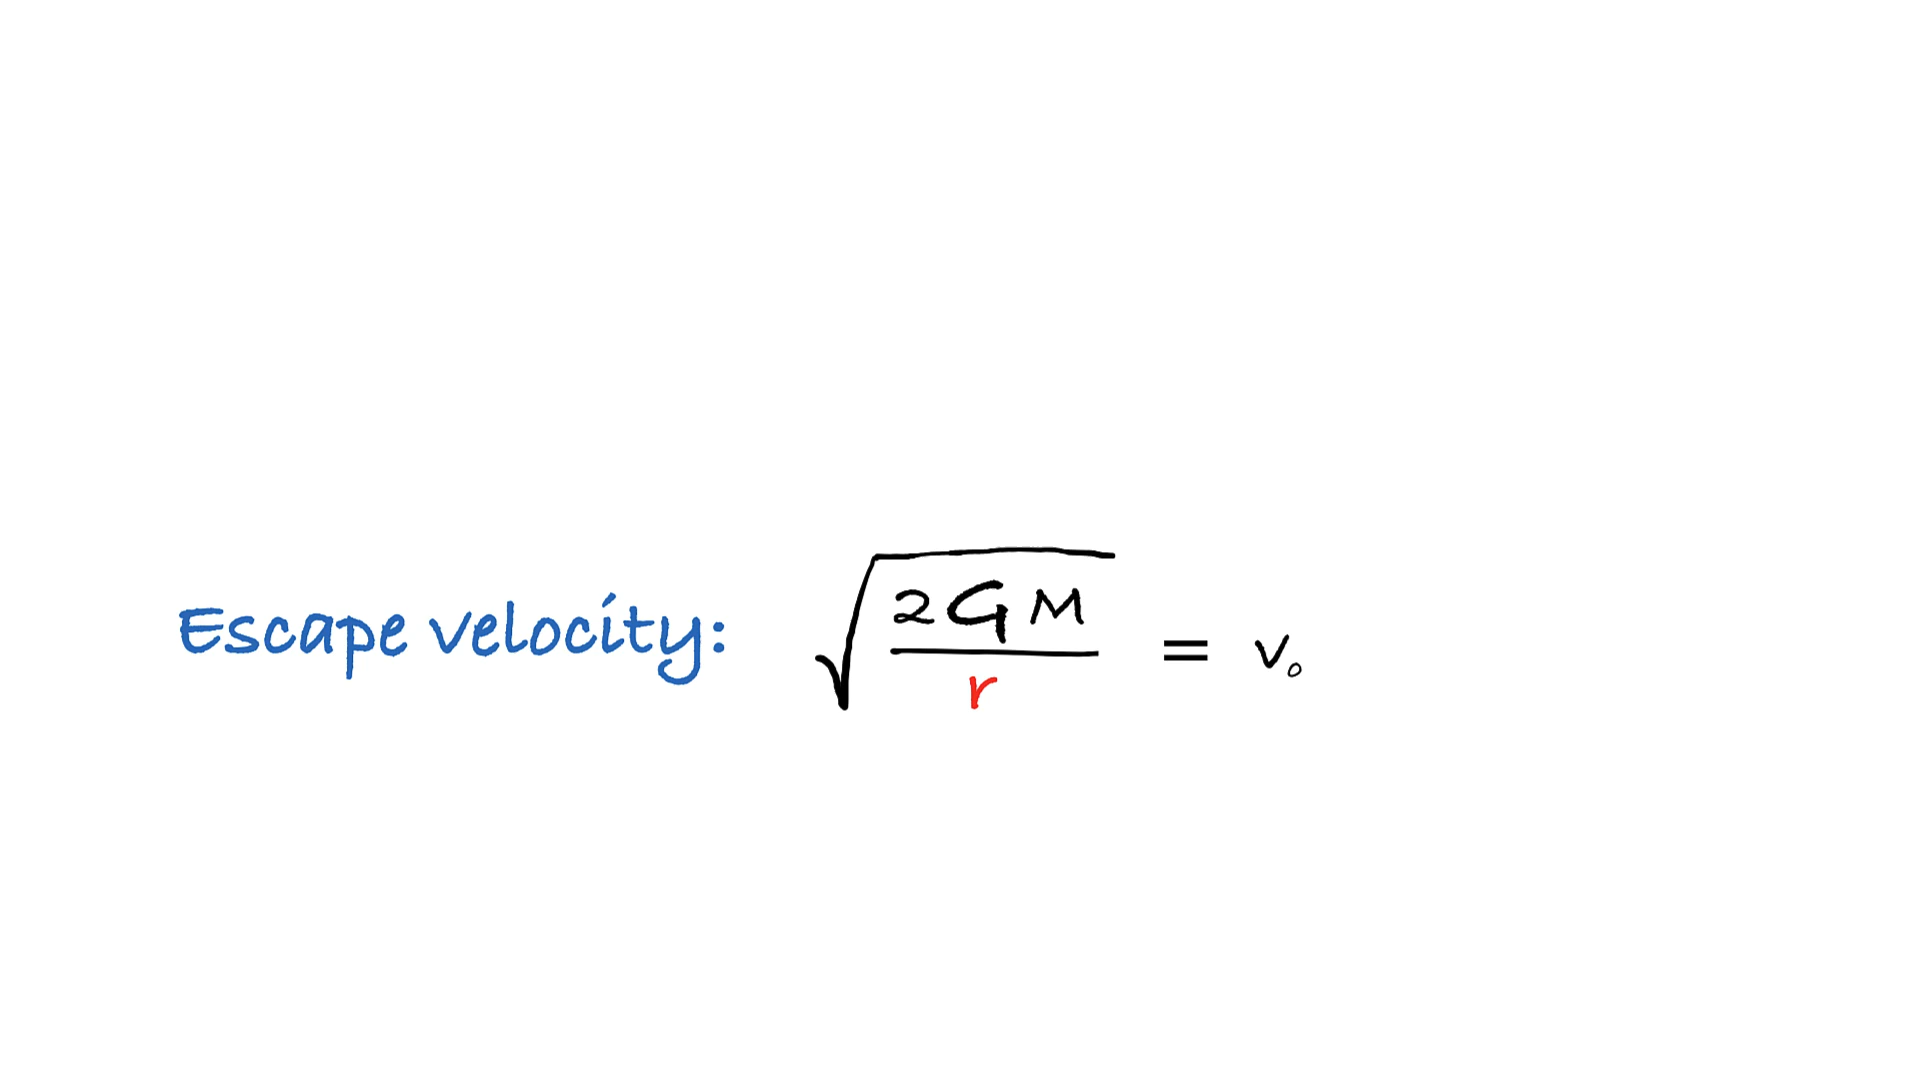 Escape velocity: √(2GM/r) = v₀